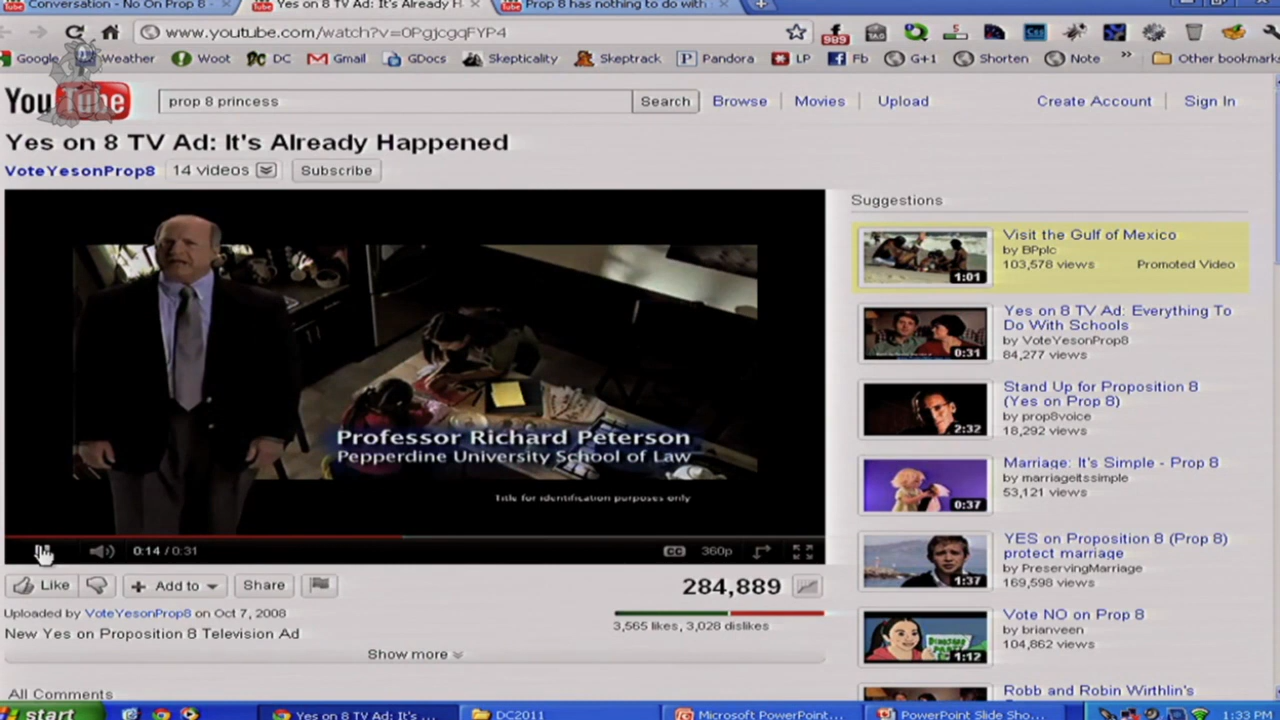 Conversation - No On Prop 8 -
Yes on 8 TV Ad: It's Already H
Prop 8 has nothing to do with
www.youtube.com/watch?v=0PgjcgqFYP4
989
Google
Weather
Woot
DC
Gmail
GDocs
Skepticality
Skeptrack
Pandora
LP
Fb
G+1
Shorten
Note
Other bookmarks
YouTube
prop 8 princess
Search
Browse
Movies
Upload
Create Account
Sign In
Yes on 8 TV Ad: It's Already Happened
VoteYesonProp8
14 videos
Subscribe
Professor Richard Peterson
Pepperdine University School of Law
Title for identification purposes only
0:14 / 0:31
CC
360p
Like
Add to
Share
284,889
Uploaded by VoteYesonProp8 on Oct 7, 2008
3,565 likes, 3,028 dislikes
New Yes on Proposition 8 Television Ad
Show more
All Comments
Suggestions
Visit the Gulf of Mexico
by BPplc
103,578 views
Promoted Video
1:01
Yes on 8 TV Ad: Everything To
Do With Schools
by VoteYesonProp8
84,277 views
0:31
Stand Up for Proposition 8
(Yes on Prop 8)
by prop8voice
18,292 views
2:32
Marriage: It's Simple - Prop 8
by marriageitssimple
53,121 views
0:37
YES on Proposition 8 (Prop 8)
protect marriage
by PreservingMarriage
169,598 views
1:37
Vote NO on Prop 8
by brianveen
104,862 views
1:12
Robb and Robin Wirthlin's
start
Yes on 8 TV Ad: It's ...
DC2011
Microsoft PowerPoint...
PowerPoint Slide Sho...
1:33 PM